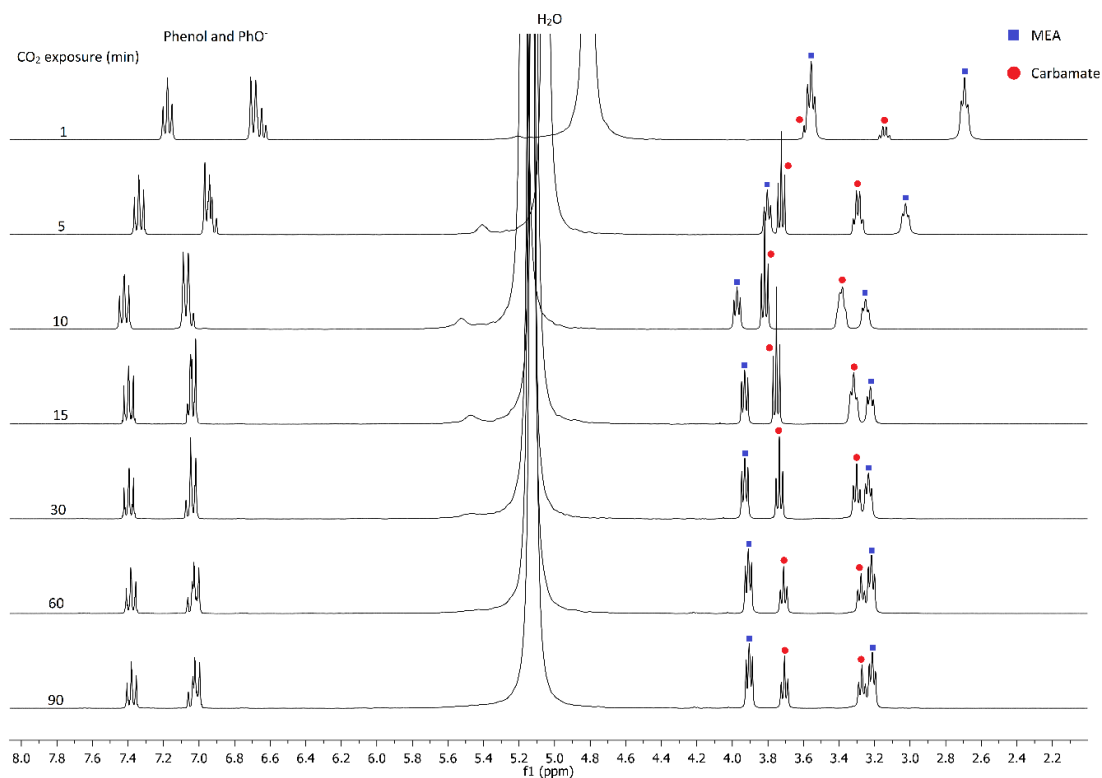 H₂O
Phenol and PhO⁻
MEA
CO₂ exposure (min)
Carbamate
1
5
10
15
30
60
90
8.0 7.8 7.6 7.4 7.2 7.0 6.8 6.6 6.4 6.2 6.0 5.8 5.6 5.4 5.2 5.0 4.8 4.6 4.4 4.2 4.0 3.8 3.6 3.4 3.2 3.0 2.8 2.6 2.4 2.2
f1 (ppm)